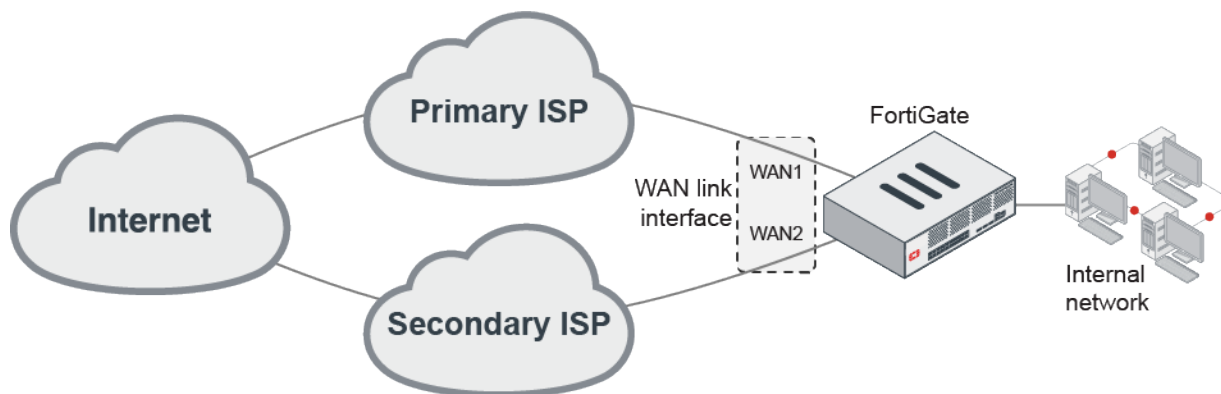 Primary ISP
FortiGate
WAN link
interface
WAN1
Internet
WAN2
Secondary ISP
Internal
network